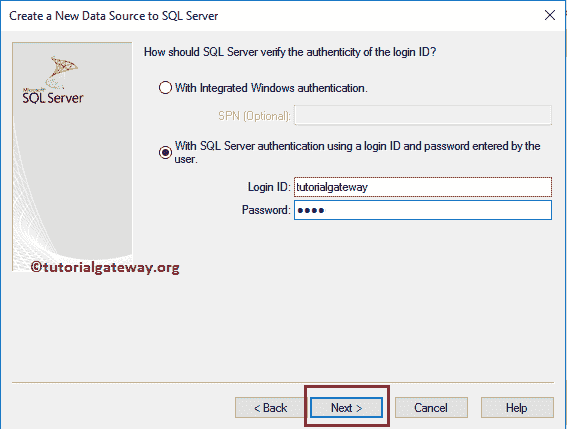 Create a New Data Source to SQL Server
How should SQL Server verify the authenticity of the login ID?
With Integrated Windows authentication.
SPN (Optional):
With SQL Server authentication using a login ID and password entered by the
user.
Login ID: tutorialgateway
Password: ●●●●
Microsoft
SQL Server
©tutorialgateway.org
< Back
Next >
Cancel
Help